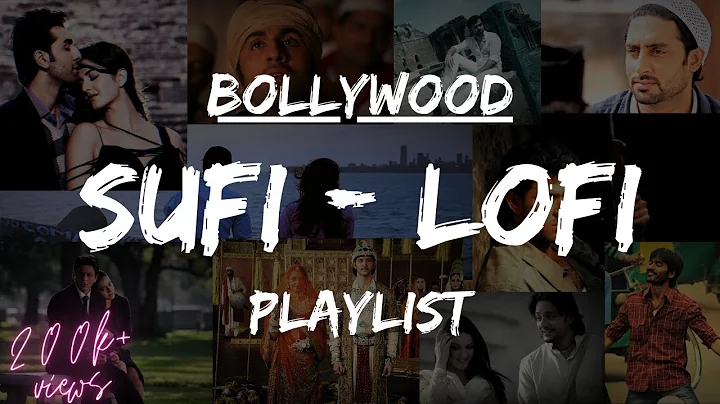 BOLLYWOOD
SUFI - LOFI
PLAYLIST
200k+
views